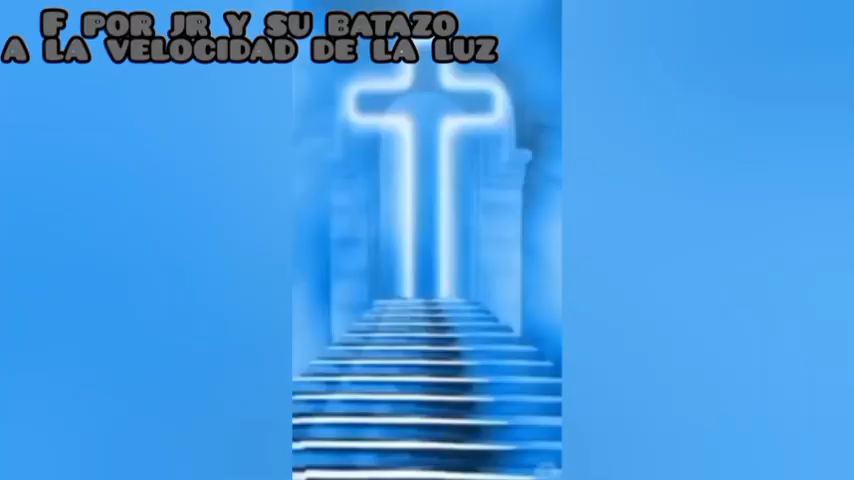 F POR JR Y SU BATAZO
A LA VELOCIDAD DE LA LUZ